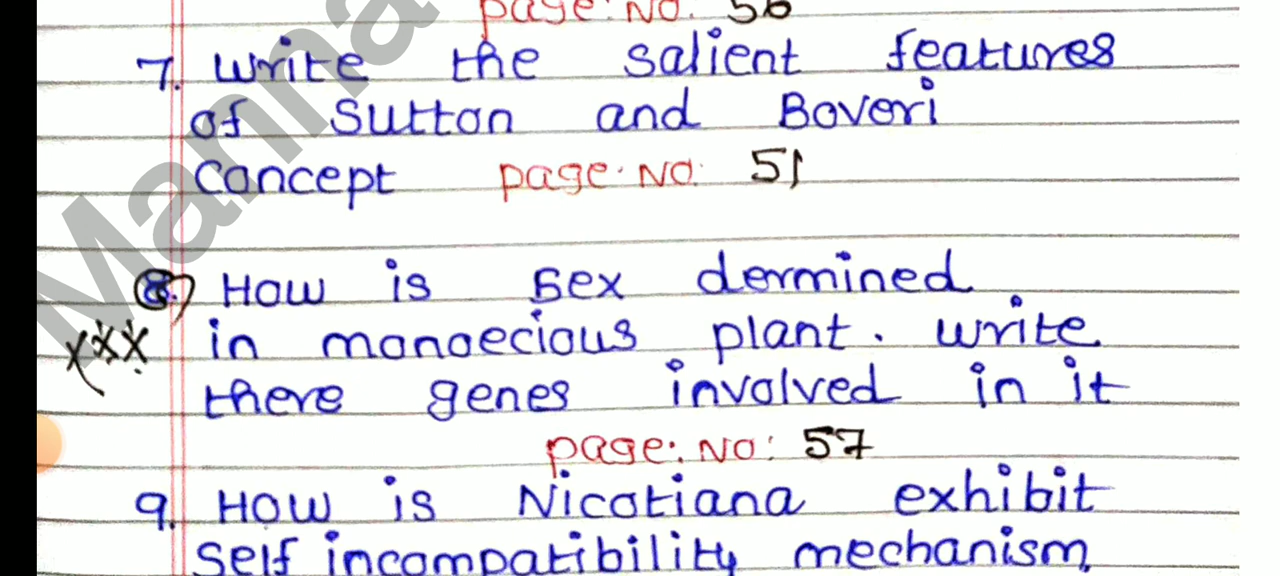 page: No. 56
7. Write the salient features
of Sutton and Boveri
Concept page. No. 51
8.) How is sex dermined
xxx in monoecious plant. write
there genes involved in it
page: No: 57
9. How is Nicotiana exhibit
self incompatibility mechanism
Manna